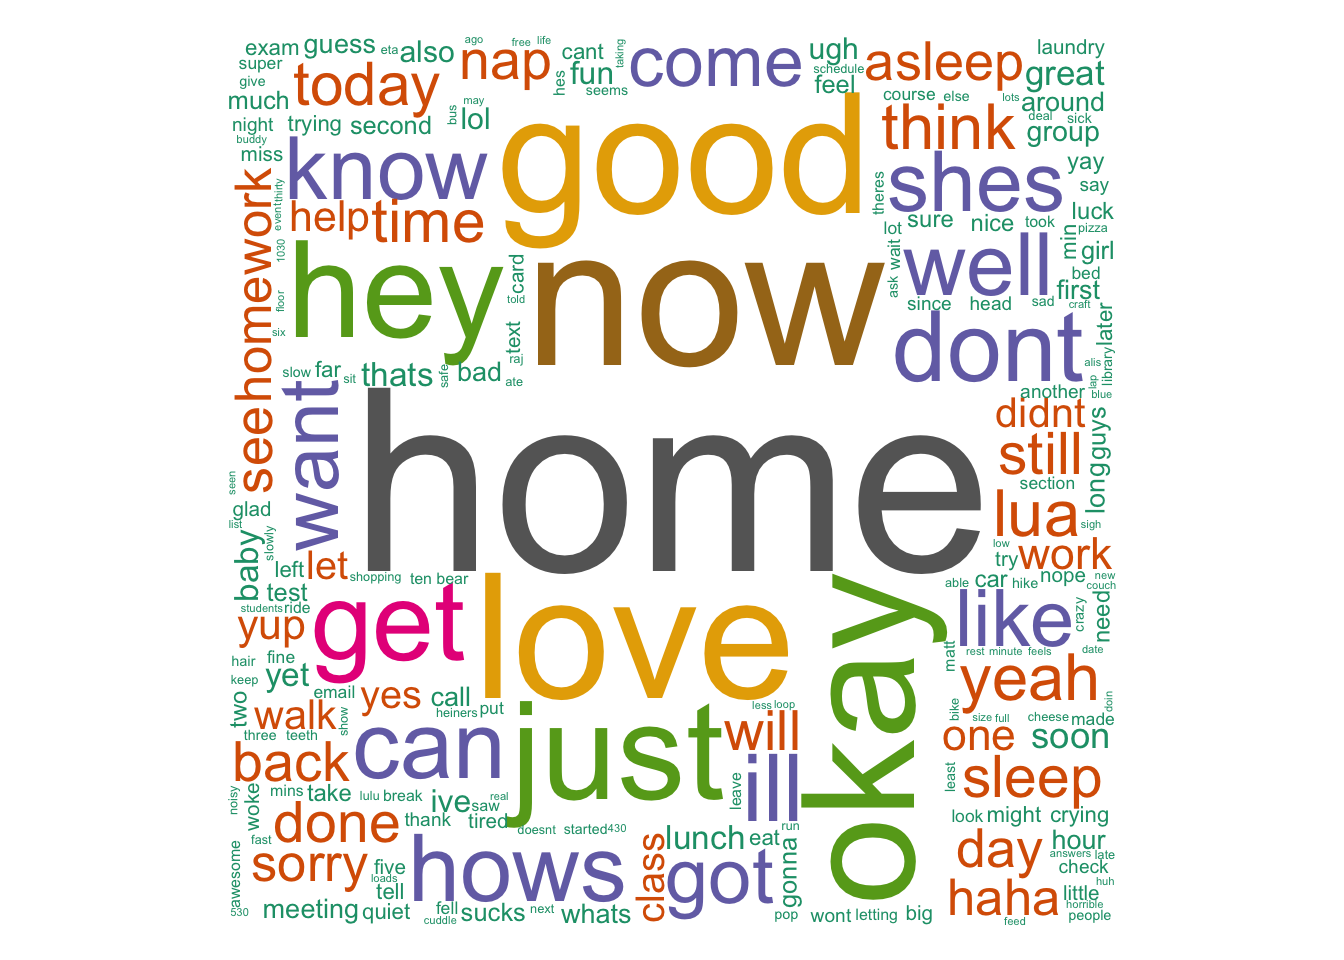 exam guess also nap cant fun come ugh asleep laundry
ago free life eta taking hes seems schedule feel great
super give today much night trying second bus may lol
course else lots around deal sick group think
buddy miss know good theres shes yay say luck
thirty event help time lot sure nice took pizza
1030 hey now card told ask wait well min girl bed
floor six text raj since head sad first craft
homework see dont later library alis lap blue another
slow far sit thats safe bad ate
want home didnt guys long still section
seen glad list slowly baby lua sigh low try work
left let shopping ten bear able car hike nope new couch
test students ride get love okay like crazy need date
yup hair fine keep yet matt rest minute feels
two email yes call heiners put yeah doin
walk show three teeth less loop bike size full cheese made
back can just will one soon
noisy woke mins take lulu break ive saw real ill leave least sleep
done thank tired doesnt started 430 run look might crying
fast awesome sorry five loads tell hows class lunch eat gonna got day hour answers late check huh
530 meeting quiet fell cuddle sucks next whats pop wont letting big haha little horrible people feed